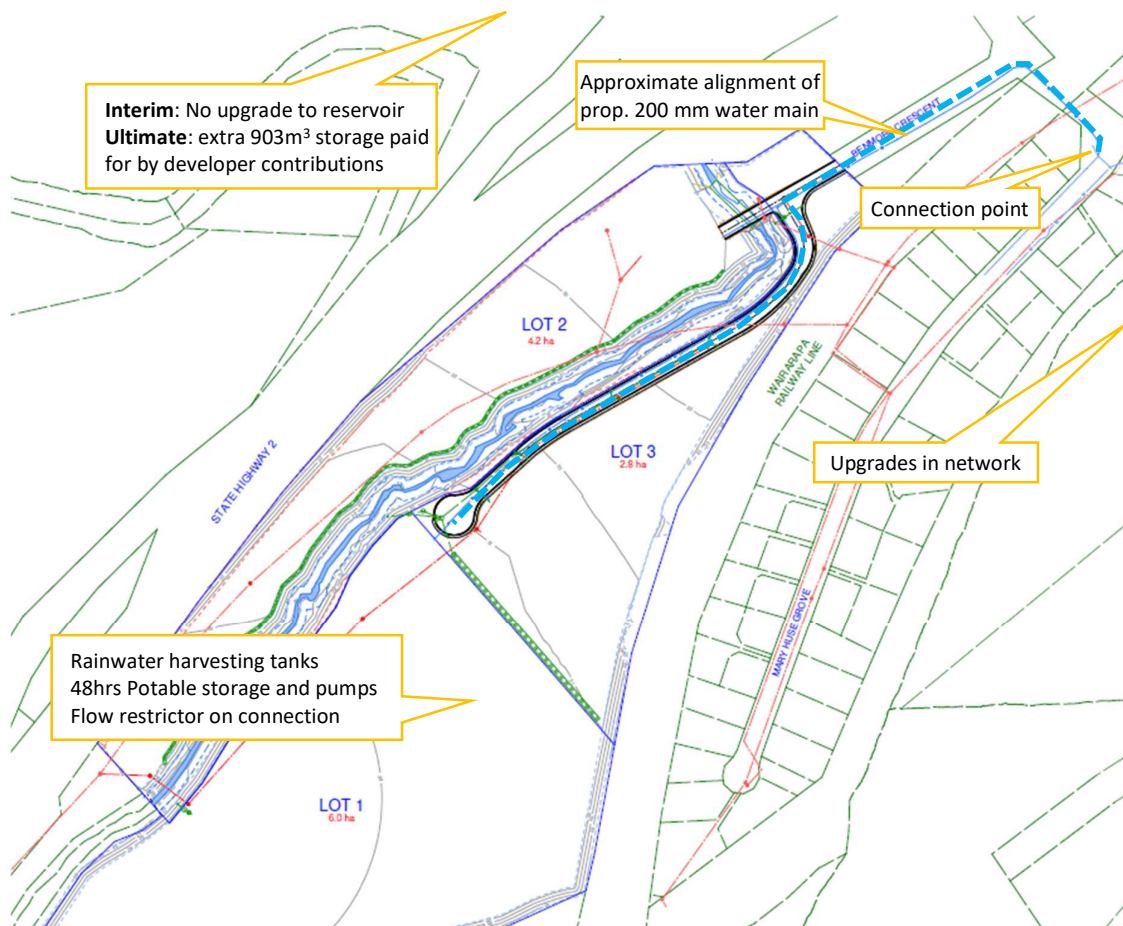 Interim: No upgrade to reservoir
Ultimate: extra 903m³ storage paid
for by developer contributions
Approximate alignment of
prop. 200 mm water main
BENMORE CRESCENT
Connection point
LOT 2
4.2 ha
WAIRARAPA
RAILWAY LINE
LOT 3
2.8 ha
STATE HIGHWAY 2
Upgrades in network
MARY HUSE GROVE
Rainwater harvesting tanks
48hrs Potable storage and pumps
Flow restrictor on connection
LOT 1
6.0 ha